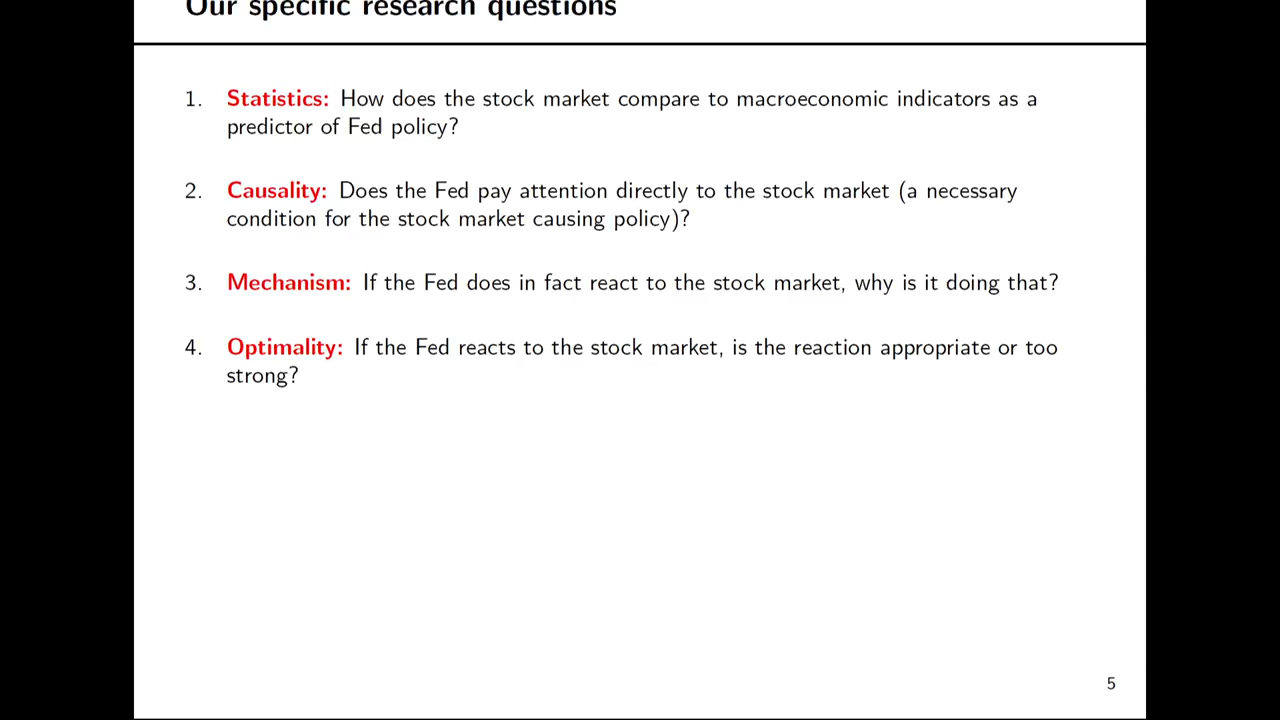 Our specific research questions
1. Statistics: How does the stock market compare to macroeconomic indicators as a
predictor of Fed policy?
2. Causality: Does the Fed pay attention directly to the stock market (a necessary
condition for the stock market causing policy)?
3. Mechanism: If the Fed does in fact react to the stock market, why is it doing that?
4. Optimality: If the Fed reacts to the stock market, is the reaction appropriate or too
strong?
5